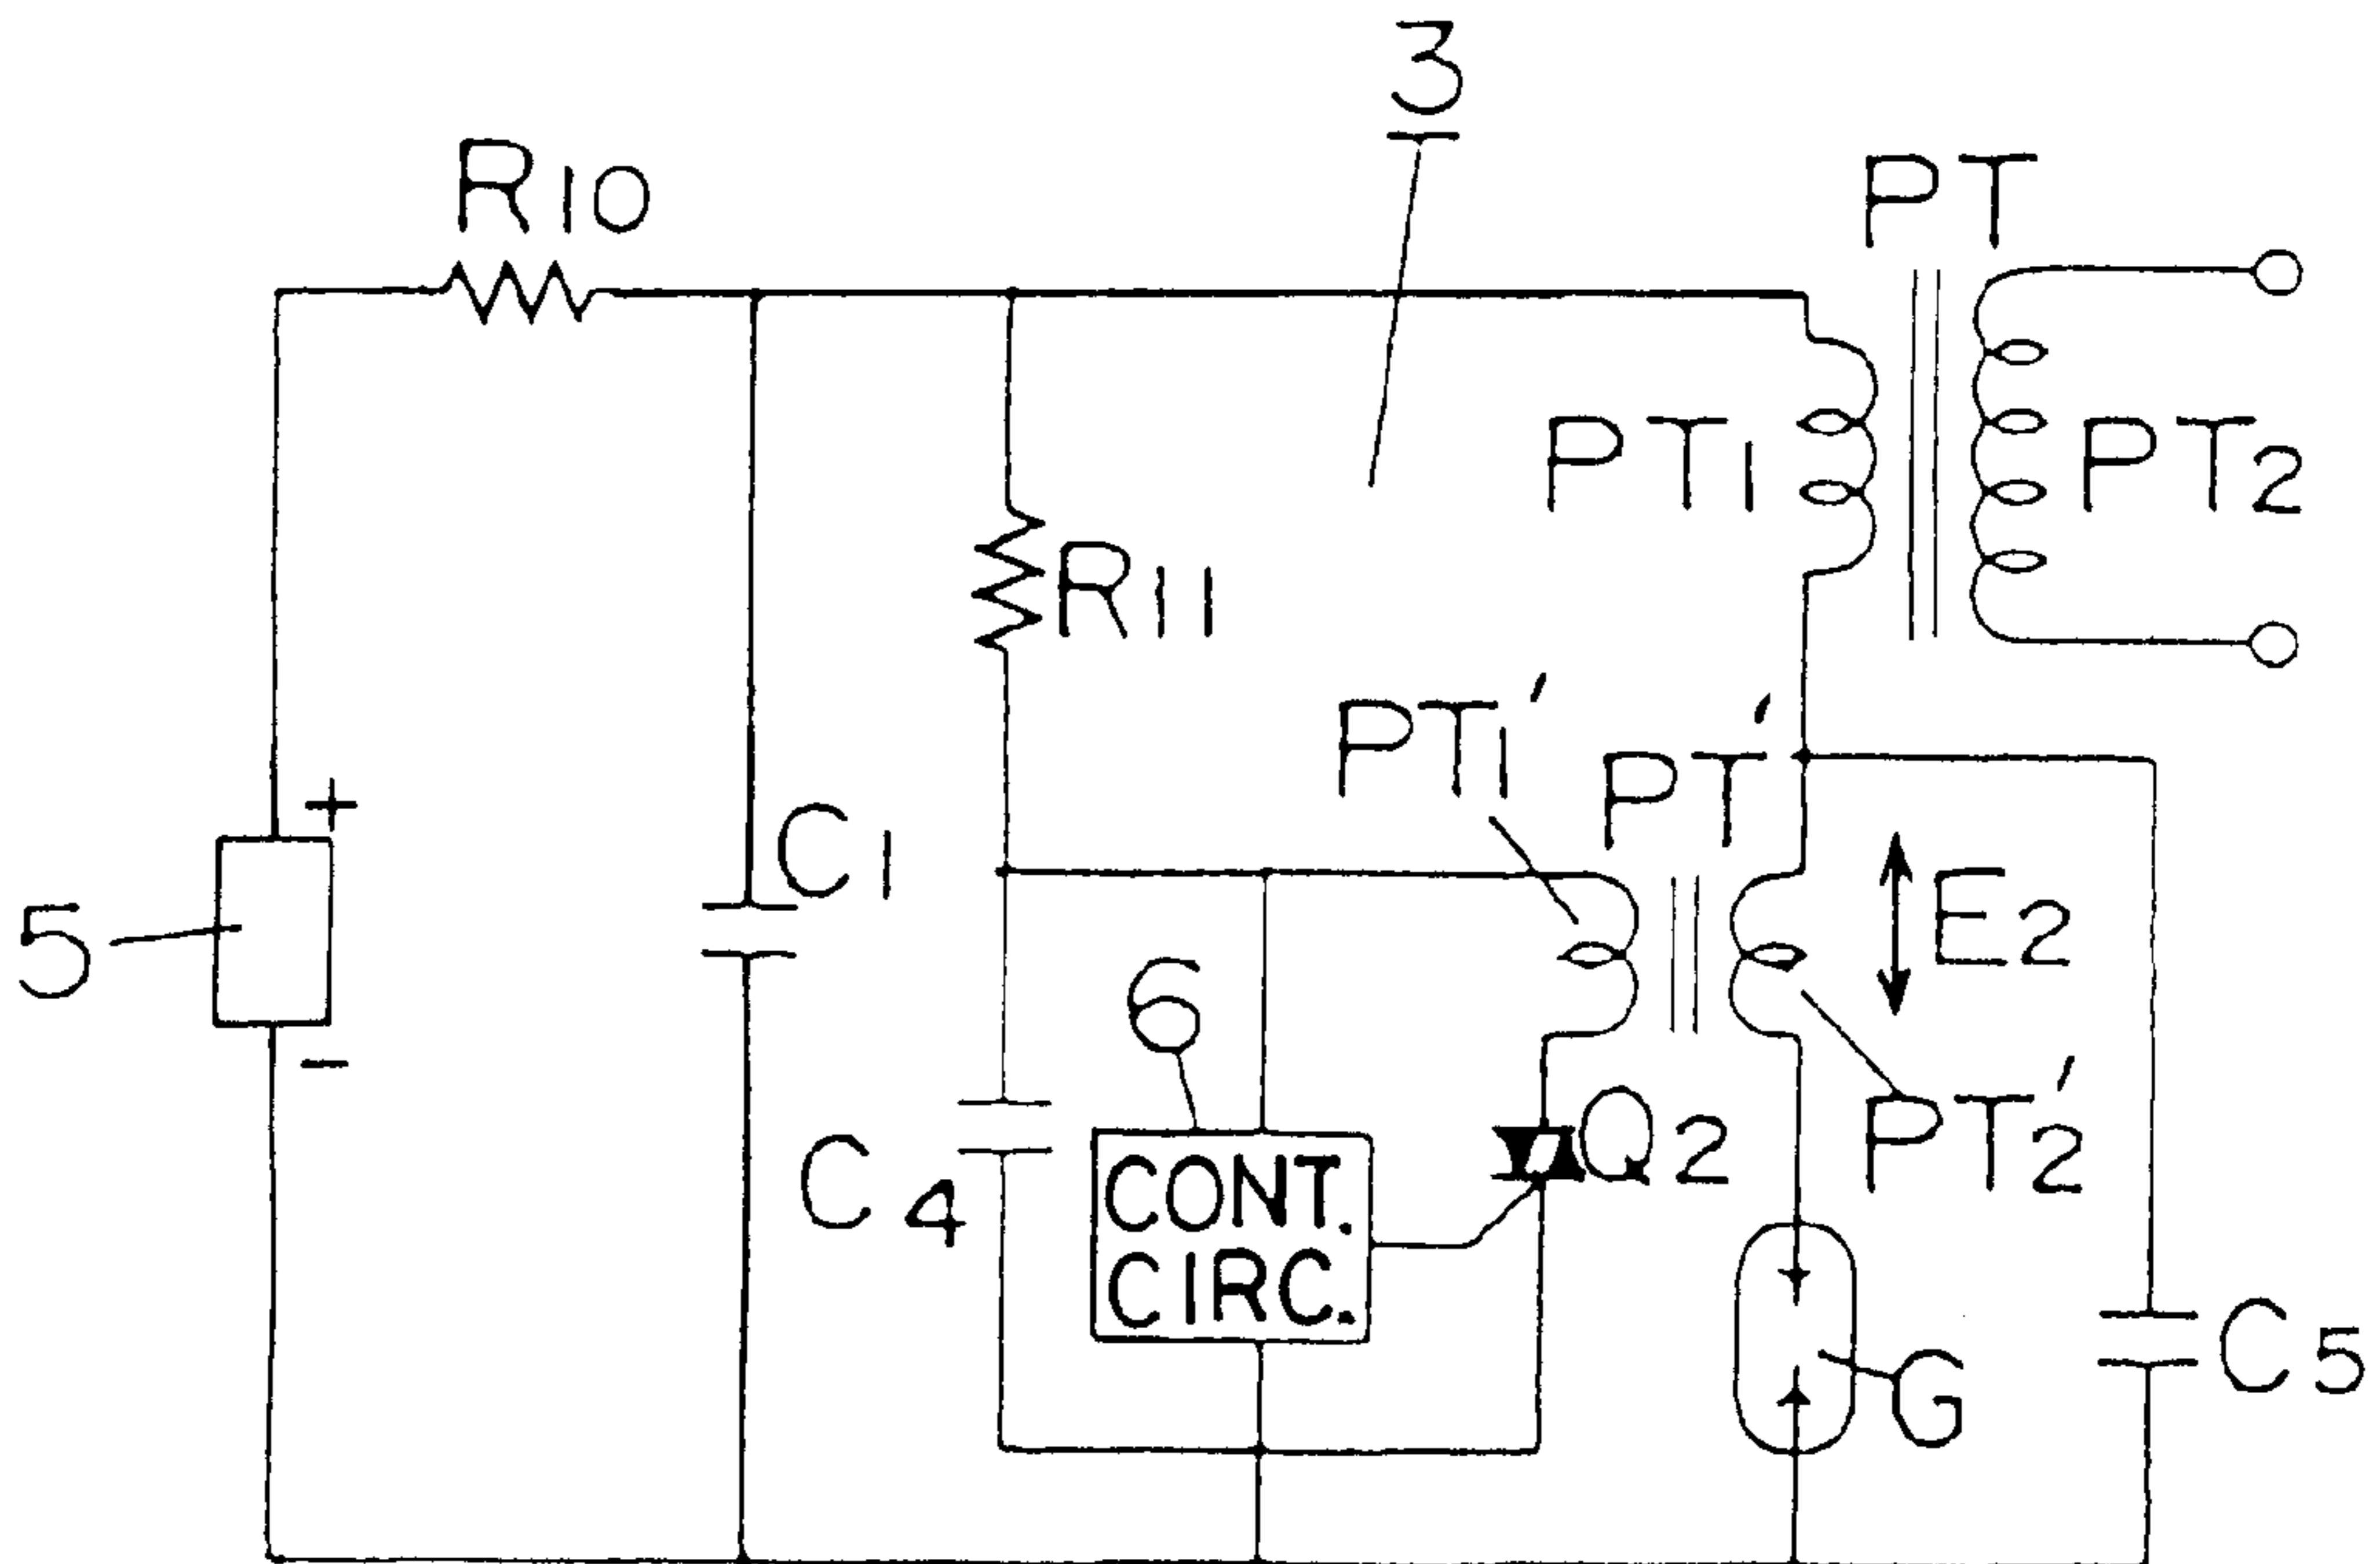 3
R10
PT
PT1
PT2
R11
PT1'
PT'
+
C1
5
E2
6
-
Q2
PT2'
C4
CONT.
CIRC.
G
C5